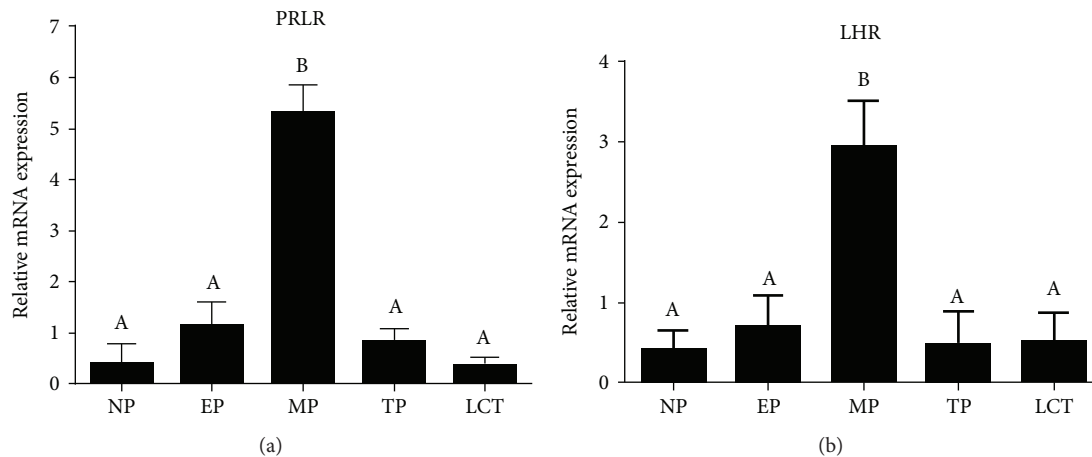 PRLR
Relative mRNA expression
7
6
5
4
3
2
1
0
A
A
B
A
A
NP EP MP TP LCT
(a)
LHR
Relative mRNA expression
4
3
2
1
0
A
A
B
A
A
NP EP MP TP LCT
(b)